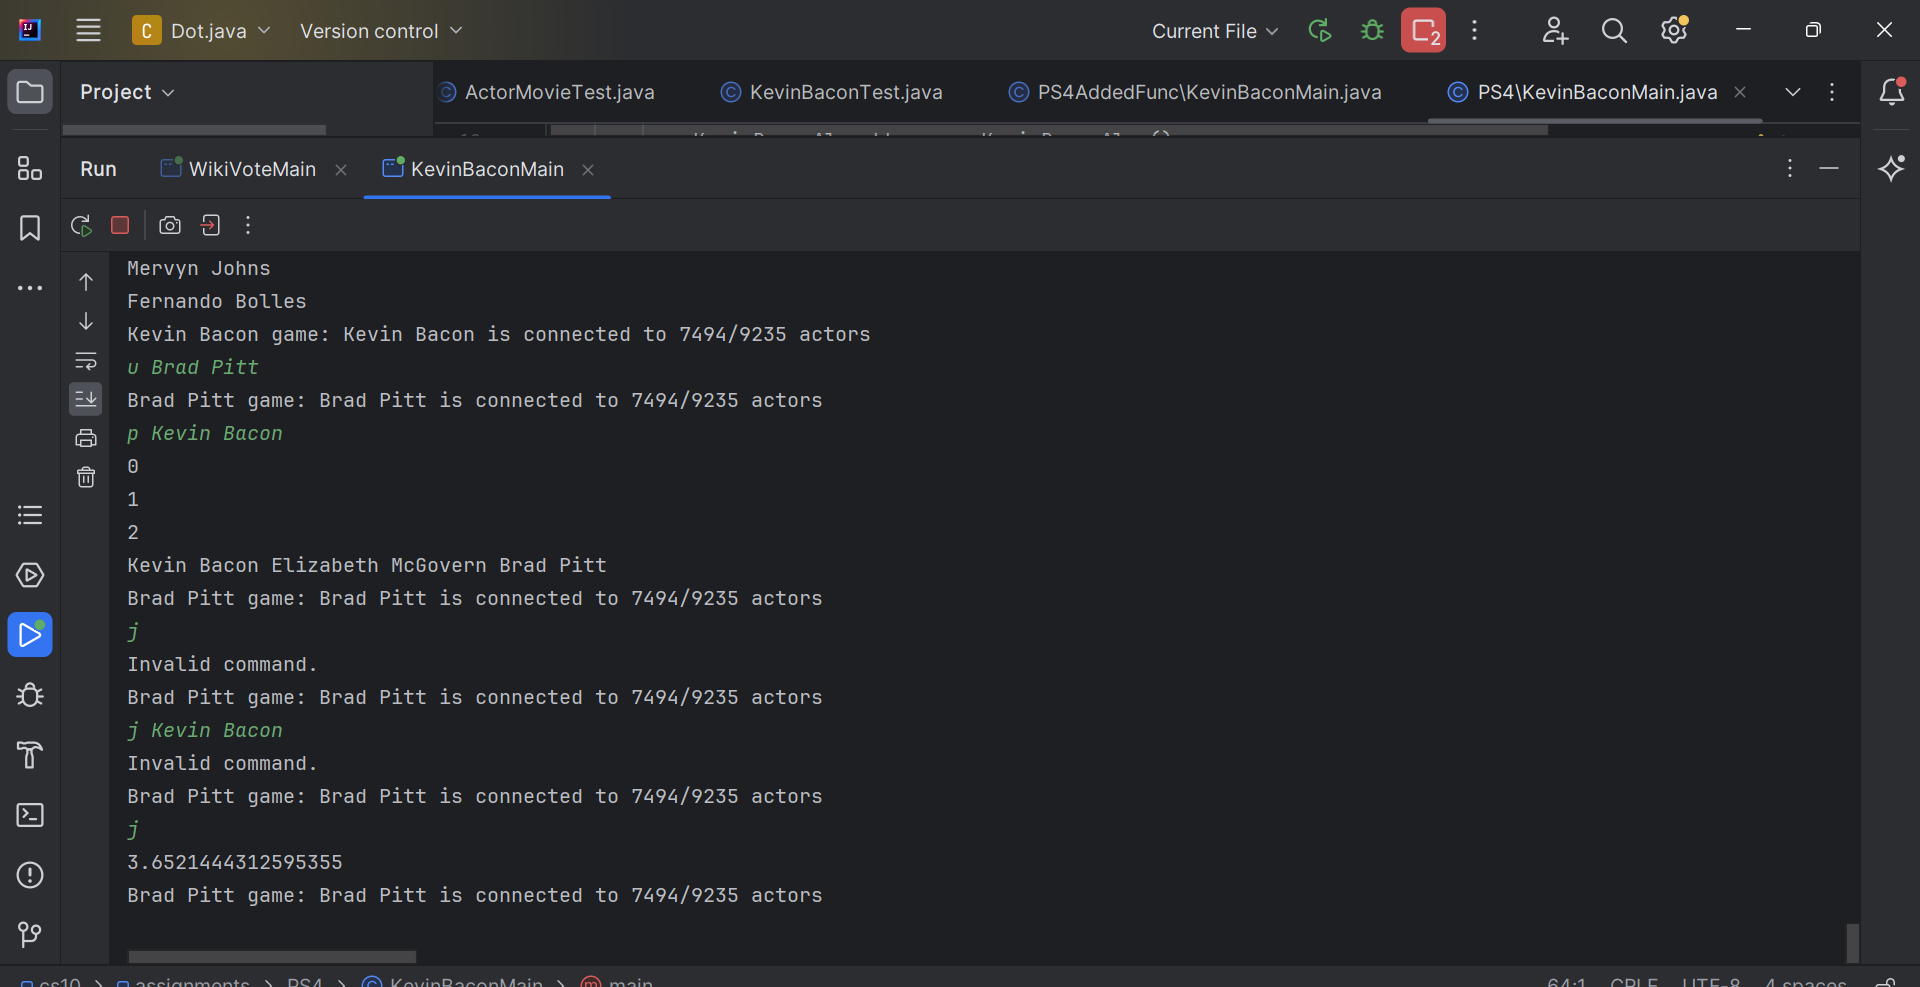 C Dot.java Version control Current File 2
Project
ActorMovieTest.java KevinBaconTest.java PS4AddedFunc\KevinBaconMain.java PS4\KevinBaconMain.java
Run WikiVoteMain KevinBaconMain
Mervyn Johns
Fernando Bolles
Kevin Bacon game: Kevin Bacon is connected to 7494/9235 actors
u Brad Pitt
Brad Pitt game: Brad Pitt is connected to 7494/9235 actors
p Kevin Bacon
0
1
2
Kevin Bacon Elizabeth McGovern Brad Pitt
Brad Pitt game: Brad Pitt is connected to 7494/9235 actors
j
Invalid command.
Brad Pitt game: Brad Pitt is connected to 7494/9235 actors
j Kevin Bacon
Invalid command.
Brad Pitt game: Brad Pitt is connected to 7494/9235 actors
j
3.6521444312595355
Brad Pitt game: Brad Pitt is connected to 7494/9235 actors
cs10 > assignments > PS4 > KevinBaconMain > main 64:1 CRLF UTF-8 4 spaces